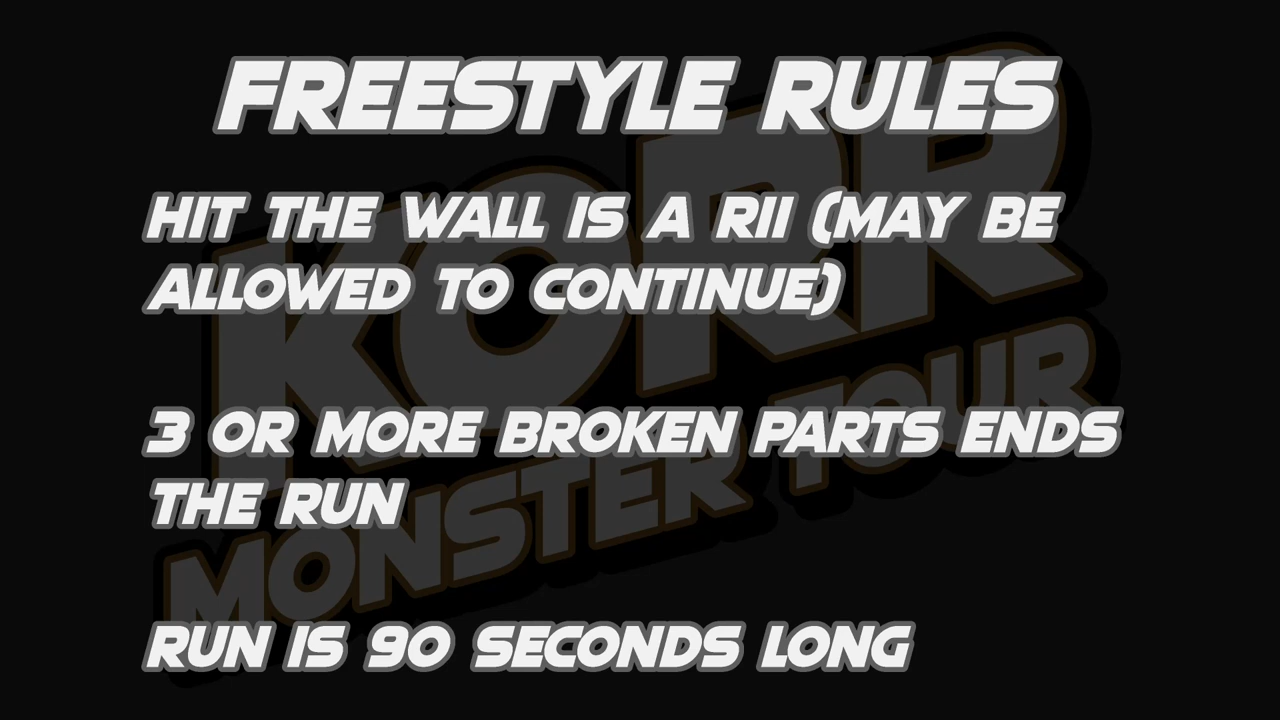 FREESTYLE RULES
HIT THE WALL IS A RII (MAY BE
ALLOWED TO CONTINUE)
3 OR MORE BROKEN PARTS ENDS
THE RUN
RUN IS 90 SECONDS LONG
KORR
MONSTER TOUR